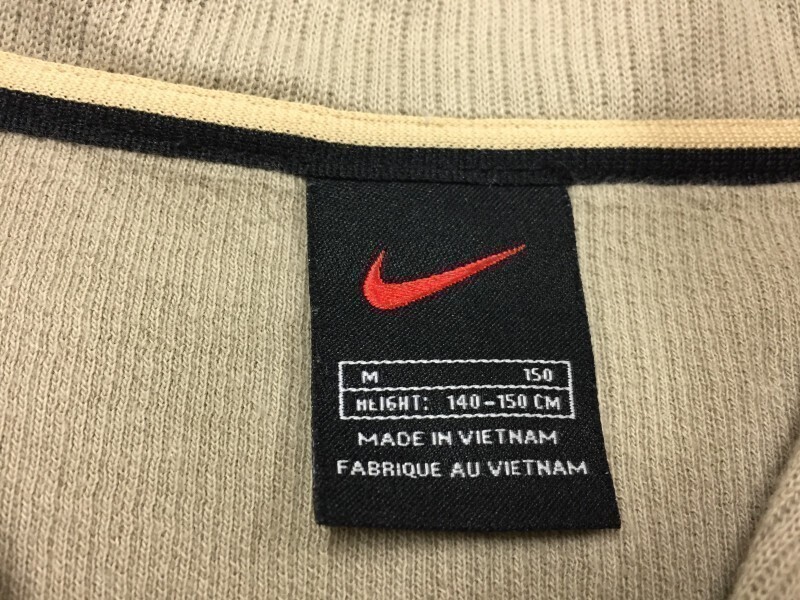 M 150
HEIGHT: 140-150 CM
MADE IN VIETNAM
FABRIQUE AU VIETNAM